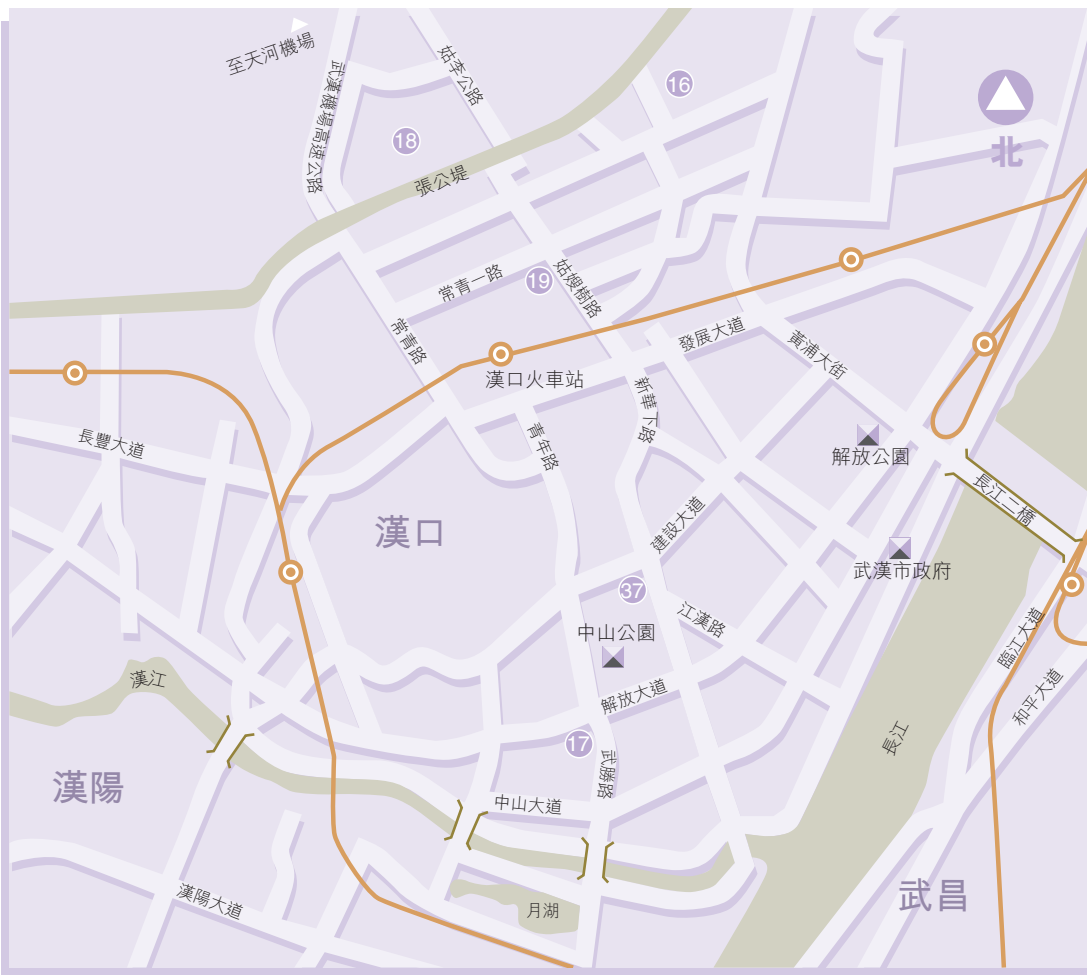 至天河機場
姑李公路
武漢機場高速公路
16
18
北
張公堤
常青一路
19
姑嫂樹路
常青路
發展大道
黃浦大街
漢口火車站
新華下路
青年路
長豐大道
解放公園
長江二橋
漢口
建設大道
武漢市政府
37
江漢路
中山公園
臨江大道
和平大道
漢江
解放大道
17
長江
武勝路
漢陽
中山大道
武昌
漢陽大道
月湖